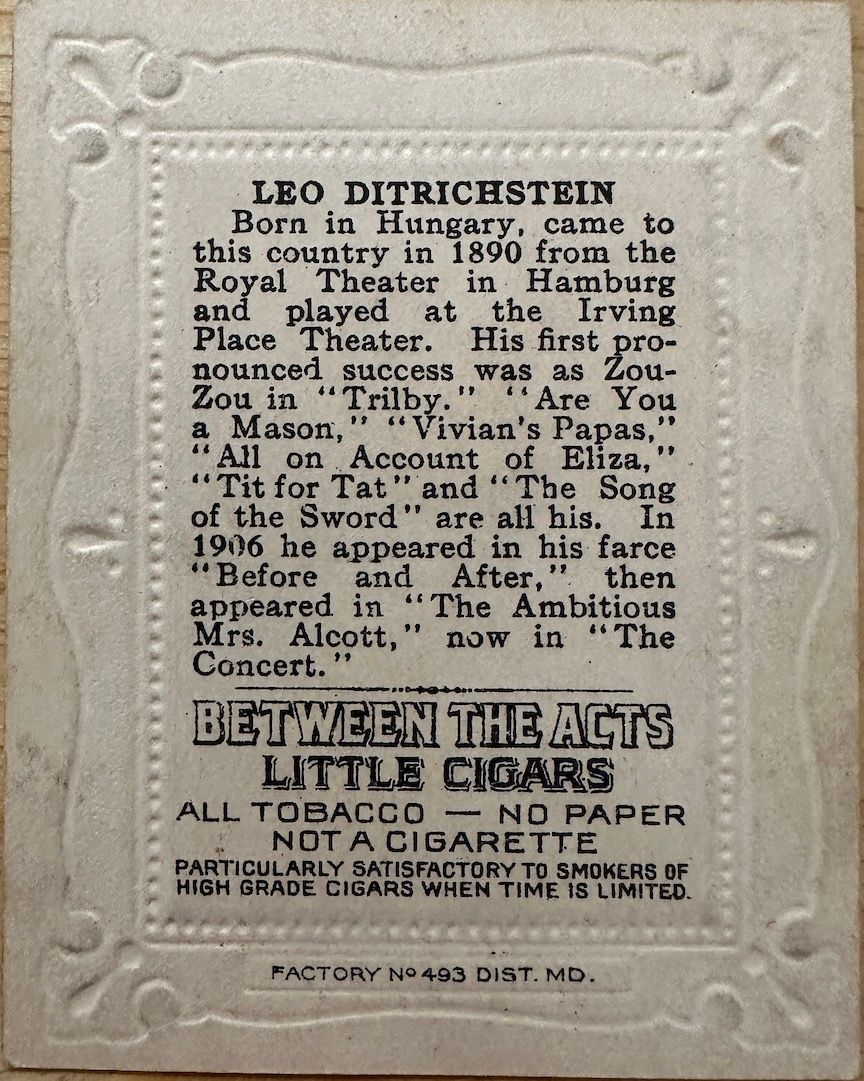 LEO DITRICHSTEIN
Born in Hungary, came to
this country in 1890 from the
Royal Theater in Hamburg
and played at the Irving
Place Theater. His first pro-
nounced success was as Zou-
Zou in "Trilby." "Are You
a Mason," "Vivian's Papas,"
"All on Account of Eliza,"
"Tit for Tat" and "The Song
of the Sword" are all his. In
1906 he appeared in his farce
"Before and After," then
appeared in "The Ambitious
Mrs. Alcott," now in "The
Concert."
BETWEEN THE ACTS
LITTLE CIGARS
ALL TOBACCO — NO PAPER
NOT A CIGARETTE
PARTICULARLY SATISFACTORY TO SMOKERS OF
HIGH GRADE CIGARS WHEN TIME IS LIMITED.
FACTORY Nº 493 DIST. MD.